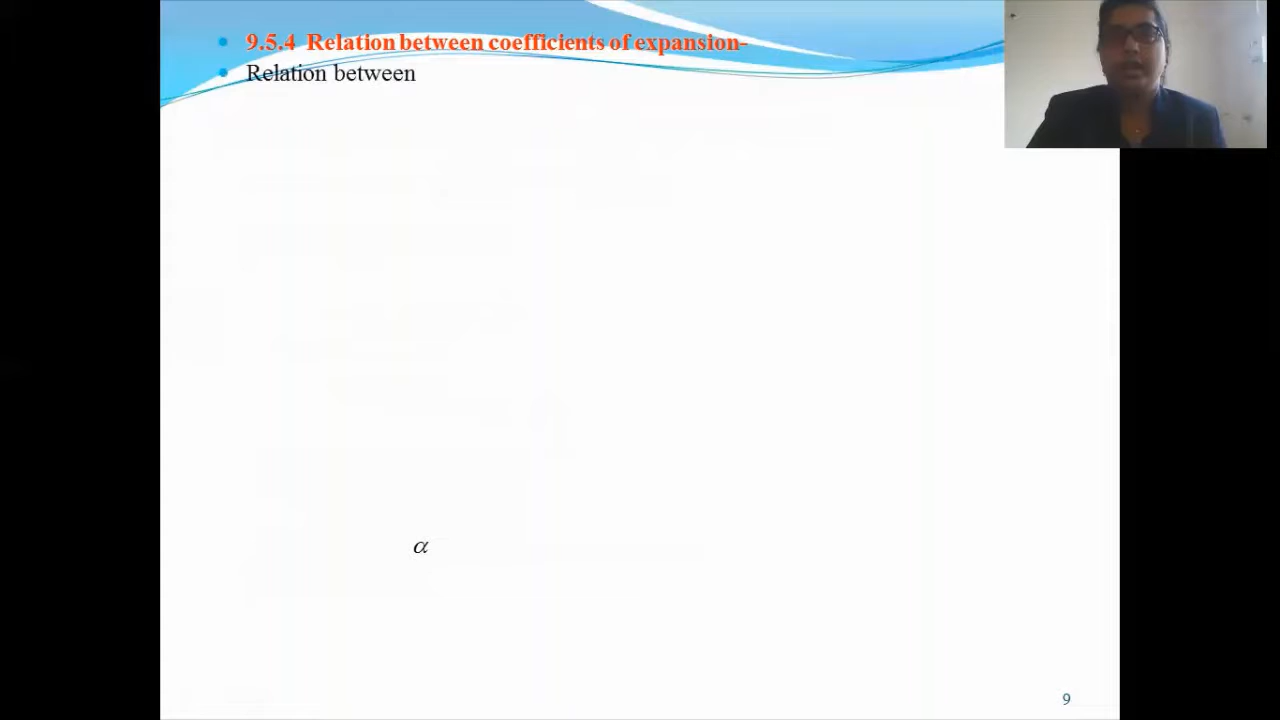 9.5.4 Relation between coefficients of expansion-
Relation between
α
9